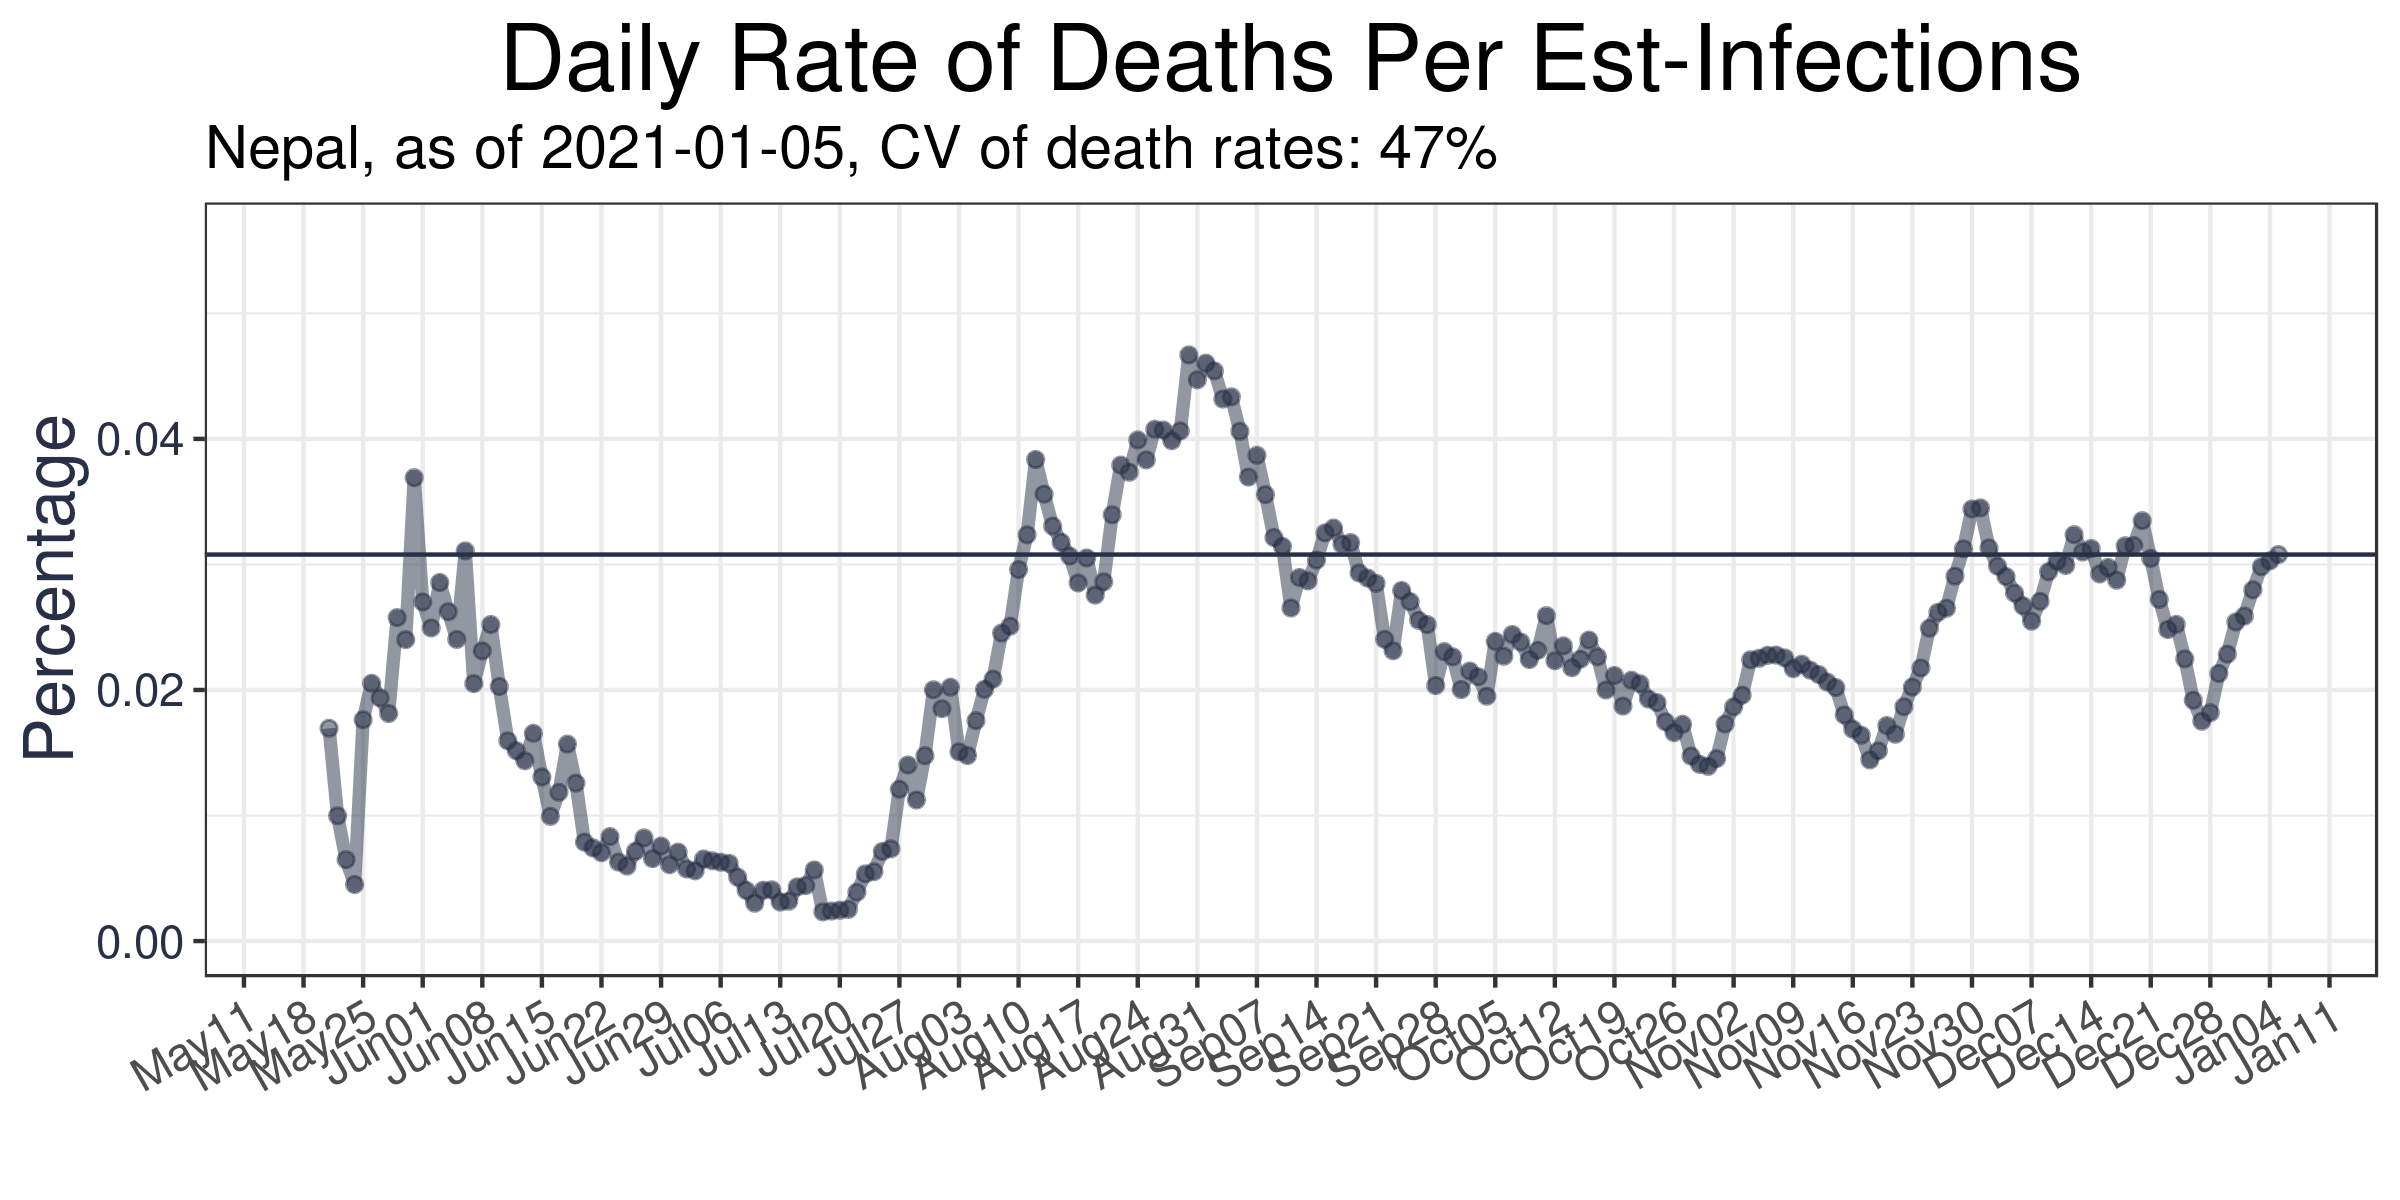 Daily Rate of Deaths Per Est-Infections
Nepal, as of 2021-01-05, CV of death rates: 47%
Percentage
0.04
0.02
0.00
May11
May18
May25
Jun01
Jun08
Jun15
Jun22
Jun29
Jul06
Jul13
Jul20
Jul27
Aug03
Aug10
Aug17
Aug24
Aug31
Sep07
Sep14
Sep21
Sep28
Oct05
Oct12
Oct19
Oct26
Nov02
Nov09
Nov16
Nov23
Nov30
Dec07
Dec14
Dec21
Dec28
Jan04
Jan11